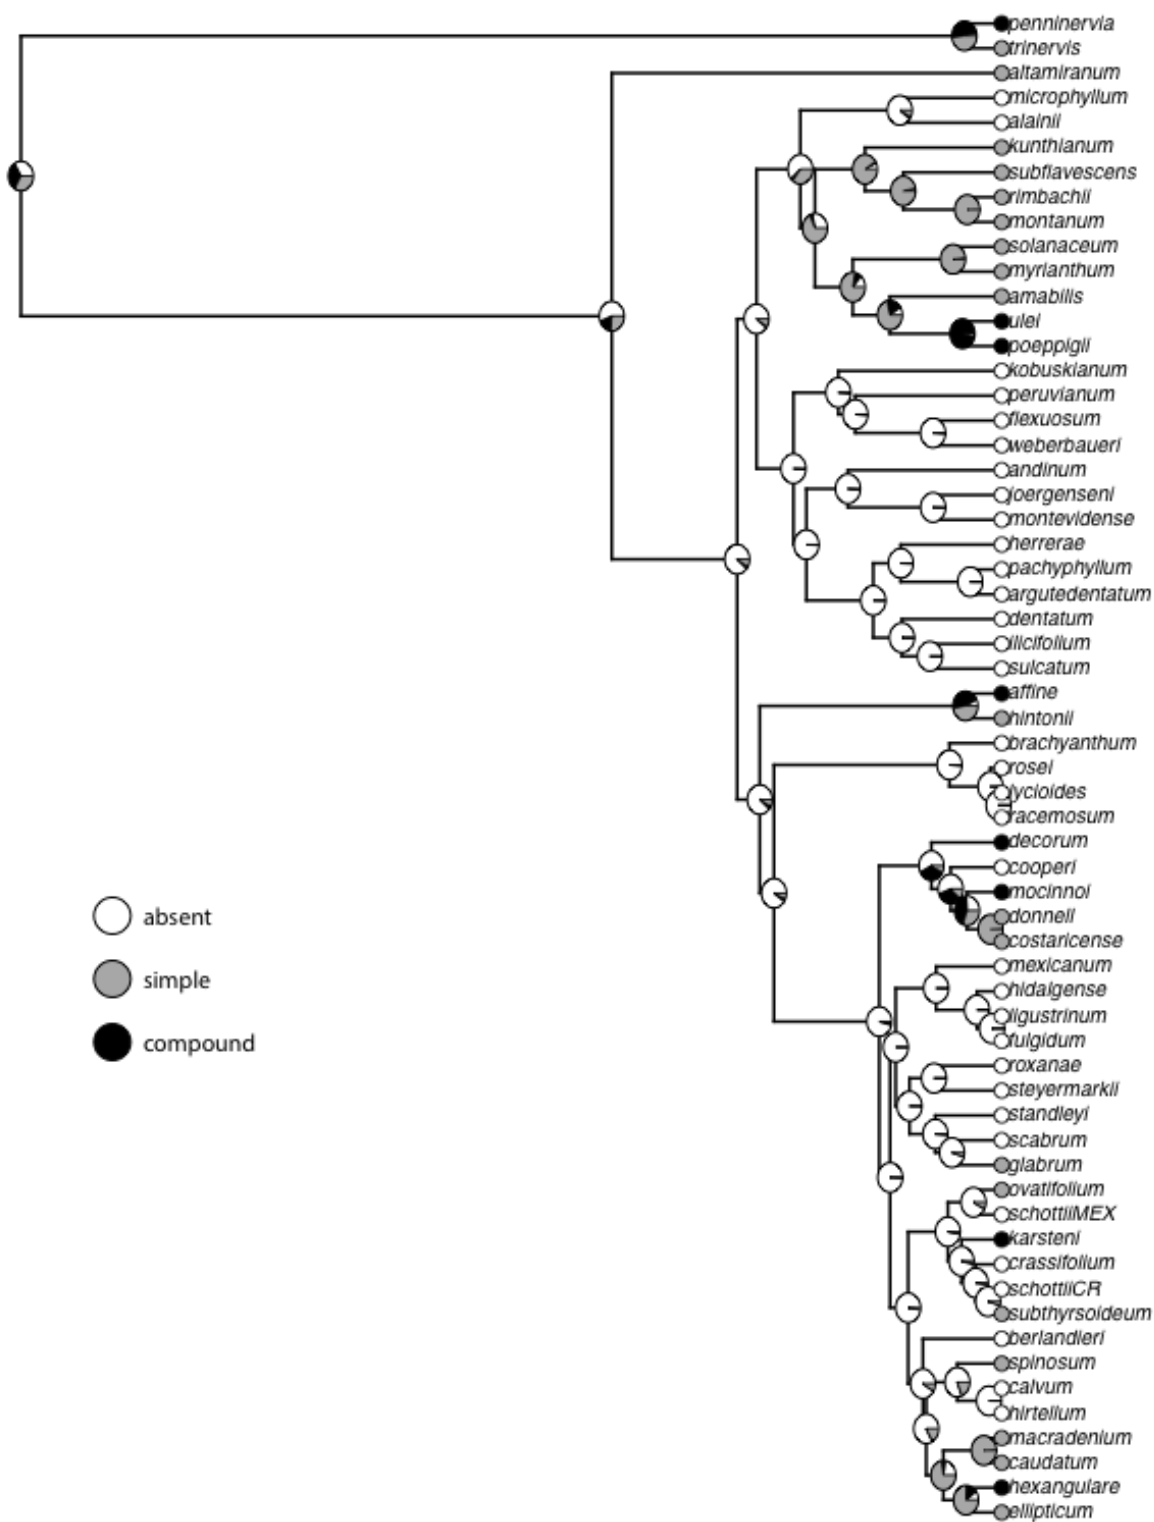 penninervia
trinervis
altamiranum
microphyllum
alainii
kunthianum
subflavescens
rimbachii
montanum
solanaceum
myrianthum
amabilis
ulei
poeppigii
kobuskianum
peruvianum
flexuosum
weberbaueri
andinum
joergenseni
montevidense
herrerae
pachyphyllum
argutedentatum
dentatum
ilicifolium
sulcatum
affine
hintonii
brachyanthum
rosei
lycioides
racemosum
decorum
cooperi
mocinnoi
donnell
costaricense
mexicanum
hidalgense
ligustrinum
fulgidum
roxanae
steyermarkii
standleyi
scabrum
glabrum
ovatifolium
schottiiMEX
karsteni
crassifolium
schottiiCR
subthyrsoideum
berlandieri
spinosum
calvum
hirtellum
macradenium
caudatum
hexangulare
ellipticum
absent
simple
compound